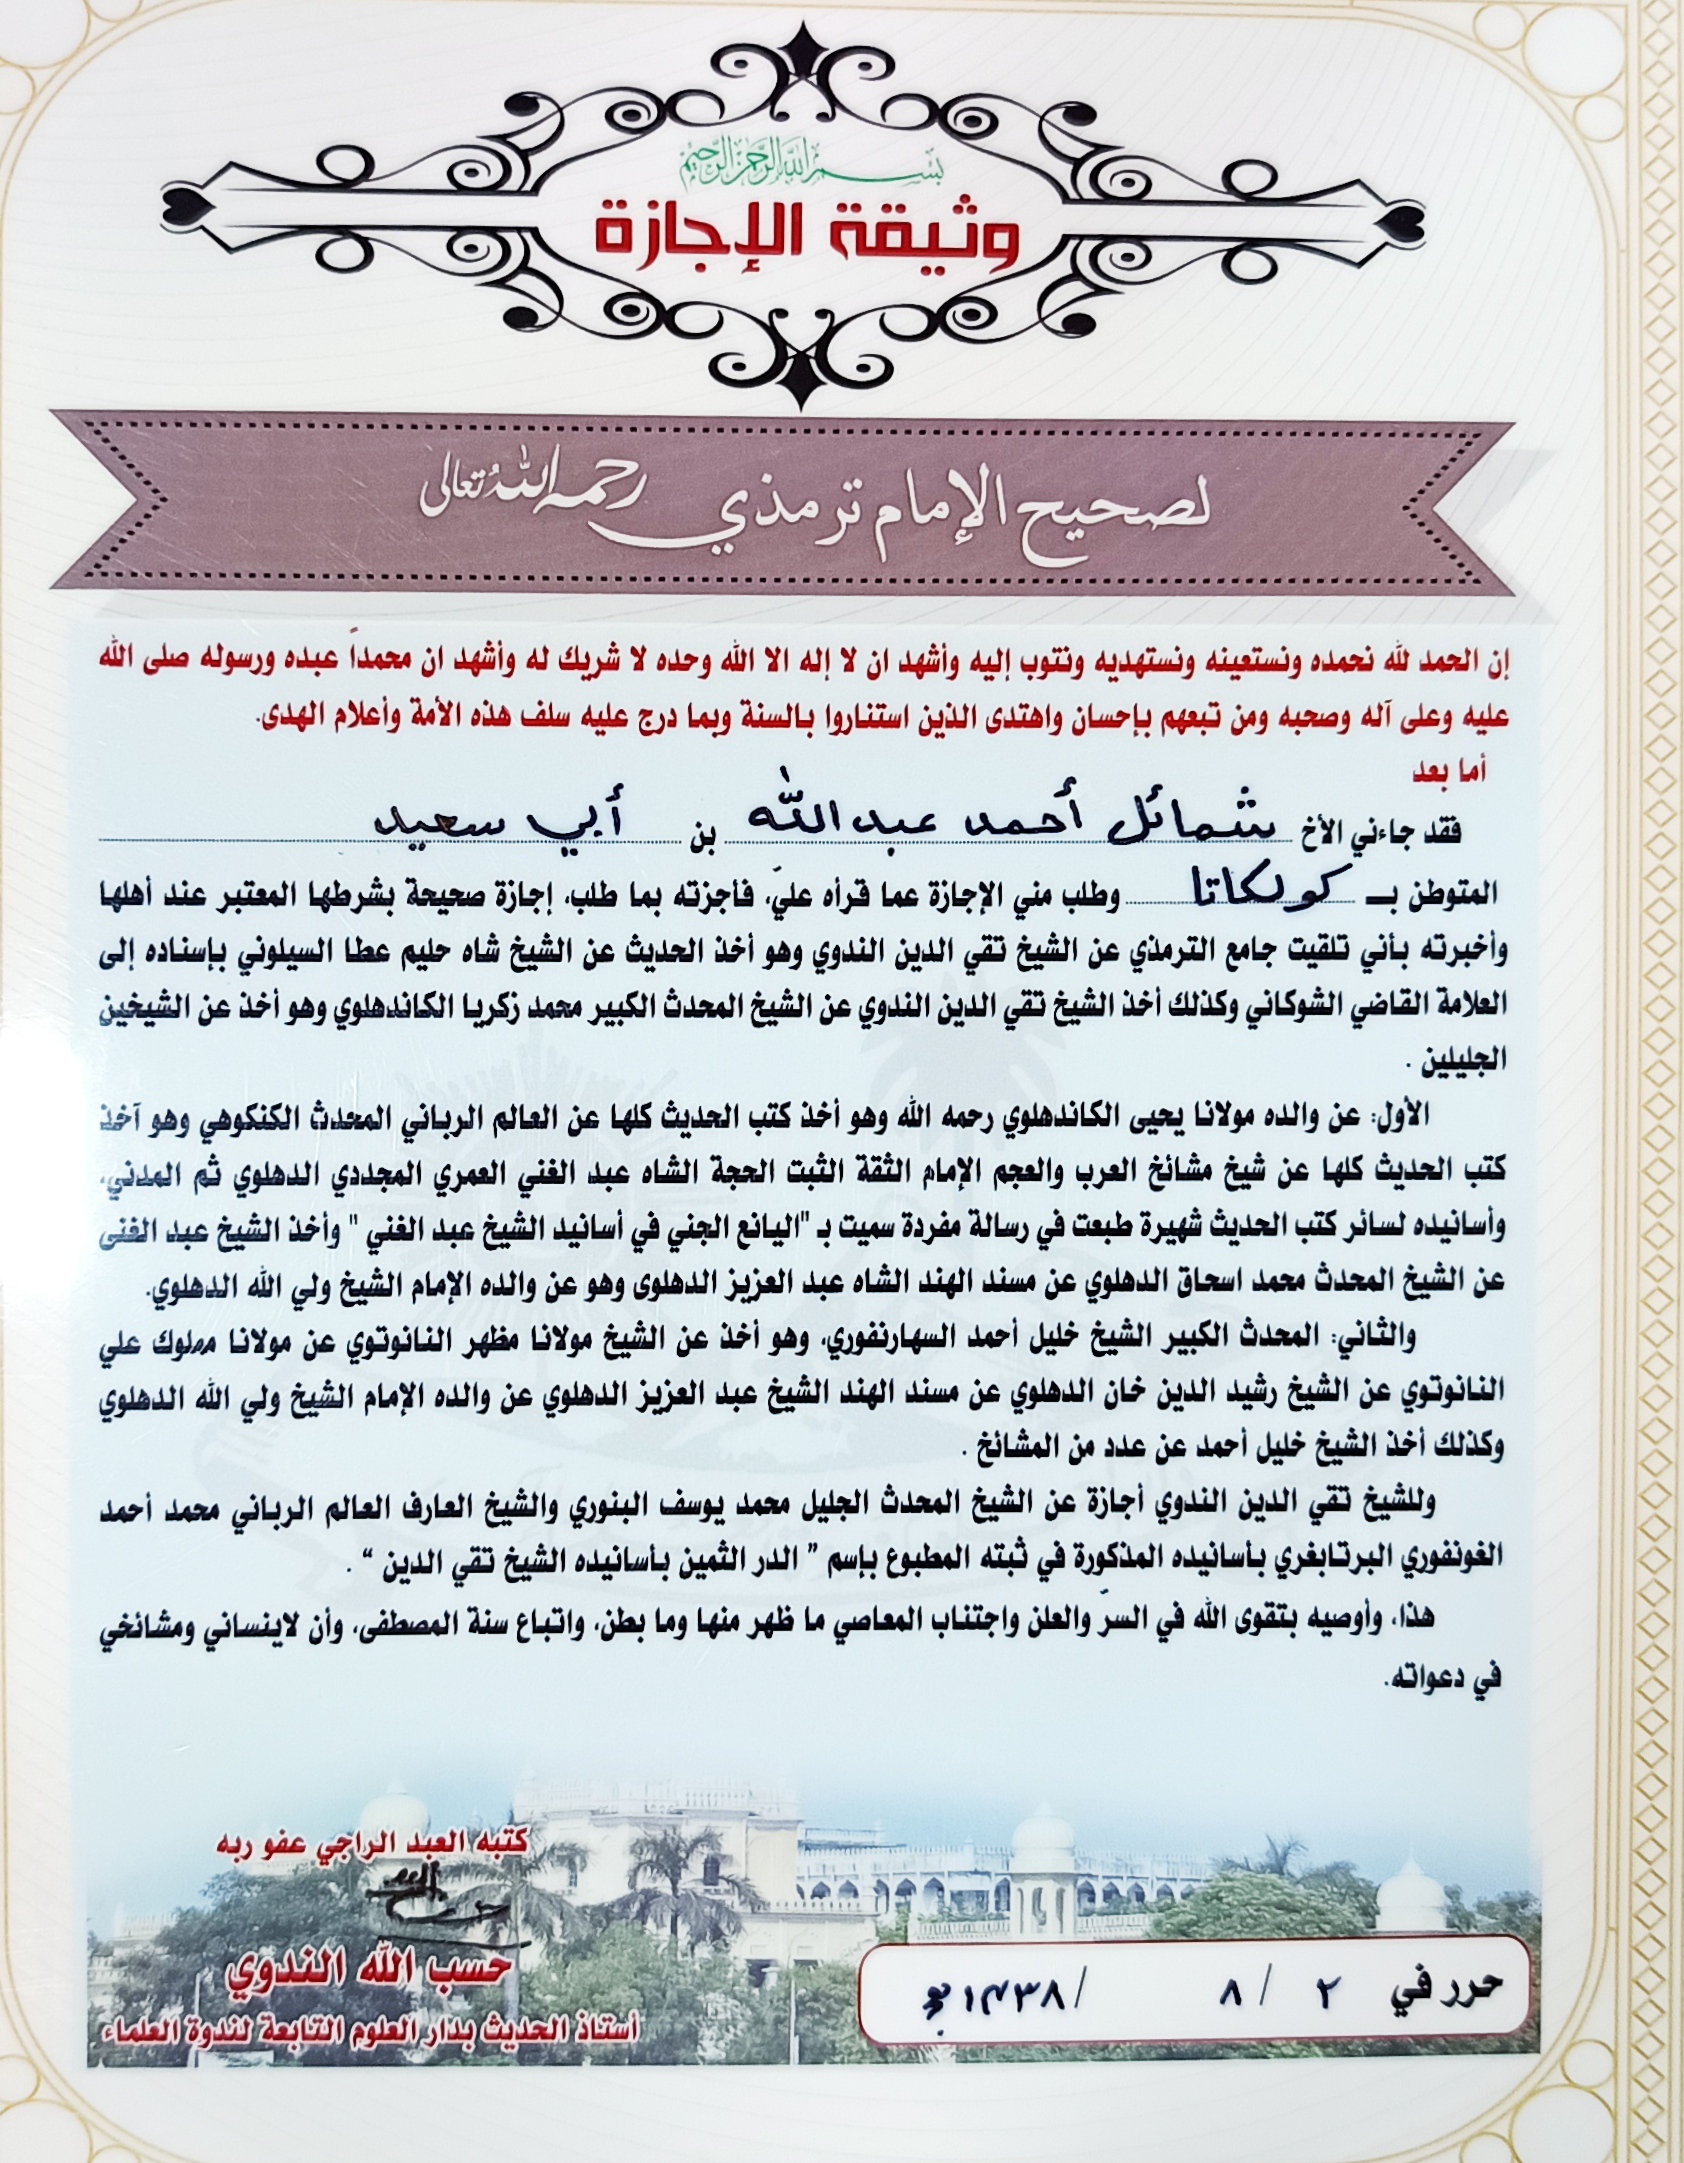 بسم الله الرحمن الرحيم
وثيقة الإجازة
لصحيح الإمام ترمذي رحمه الله تعالى
إن الحمد لله نحمده ونستعينه ونستهديه ونتوب إليه وأشهد ان لا إله الا الله وحده لا شريك له وأشهد ان محمداً عبده ورسوله صلى الله
عليه وعلى آله وصحبه ومن تبعهم بإحسان واهتدى الذين استناروا بالسنة وبما درج عليه سلف هذه الأمة وأعلام الهدى.
أما بعد
فقد جاءني الأخ شمائل أحمد عبد الله بن أبي سعيد
المتوطن بـ كولكاتا وطلب مني الإجازة عما قرأه عليّ، فأجزته بما طلب، إجازة صحيحة بشرطها المعتبر عند أهلها
وأخبرته بأني تلقيت جامع الترمذي عن الشيخ تقي الدين الندوي وهو أخذ الحديث عن الشيخ شاه حليم عطا السيلوني بإسناده إلى
العلامة القاضي الشوكاني وكذلك أخذ الشيخ تقي الدين الندوي عن الشيخ المحدث الكبير محمد زكريا الكاندهلوي وهو أخذ عن الشيخين
الجليلين .
الأول: عن والده مولانا يحيى الكاندهلوي رحمه الله وهو أخذ كتب الحديث كلها عن العالم الرباني المحدث الكنكوهي وهو آخذ
كتب الحديث كلها عن شيخ مشائخ العرب والعجم الإمام الثقة الثبت الحجة الشاه عبد الغني العمري المجددي الدهلوي ثم المدني،
وأسانيده لسائر كتب الحديث شهيرة طبعت في رسالة مفردة سميت بـ "اليانع الجني في أسانيد الشيخ عبد الغني " وأخذ الشيخ عبد الغنى
عن الشيخ المحدث محمد اسحاق الدهلوي عن مسند الهند الشاه عبد العزيز الدهلوى وهو عن والده الإمام الشيخ ولي الله الدهلوي.
والثاني: المحدث الكبير الشيخ خليل أحمد السهارنفوري، وهو أخذ عن الشيخ مولانا مظهر النانوتوي عن مولانا مملوك علي
النانوتوي عن الشيخ رشيد الدين خان الدهلوي عن مسند الهند الشيخ عبد العزيز الدهلوي عن والده الإمام الشيخ ولي الله الدهلوي
وكذلك أخذ الشيخ خليل أحمد عن عدد من المشائخ .
وللشيخ تقي الدين الندوي أجازة عن الشيخ المحدث الجليل محمد يوسف البنوري والشيخ العارف العالم الرباني محمد أحمد
الغونفوري البرتابغري بأسانيده المذكورة في ثبته المطبوع بإسم " الدر الثمين بأسانيده الشيخ تقي الدين " .
هذا، وأوصيه بتقوى الله في السرّ والعلن واجتناب المعاصي ما ظهر منها وما بطن، واتباع سنة المصطفى، وأن لاينساني ومشائخي
في دعواته.
كتبه العبد الراجي عفو ربه
حسب الله الندوي
أستاذ الحديث بدار العلوم التابعة لندوة العلماء
حرر في ٢ / ٨ / ١٤٣٨ھ